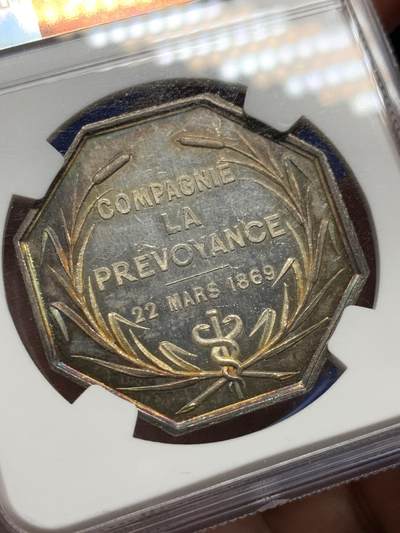 COMPAGNIE
LA
PREVOYANCE
22 MARS 1869